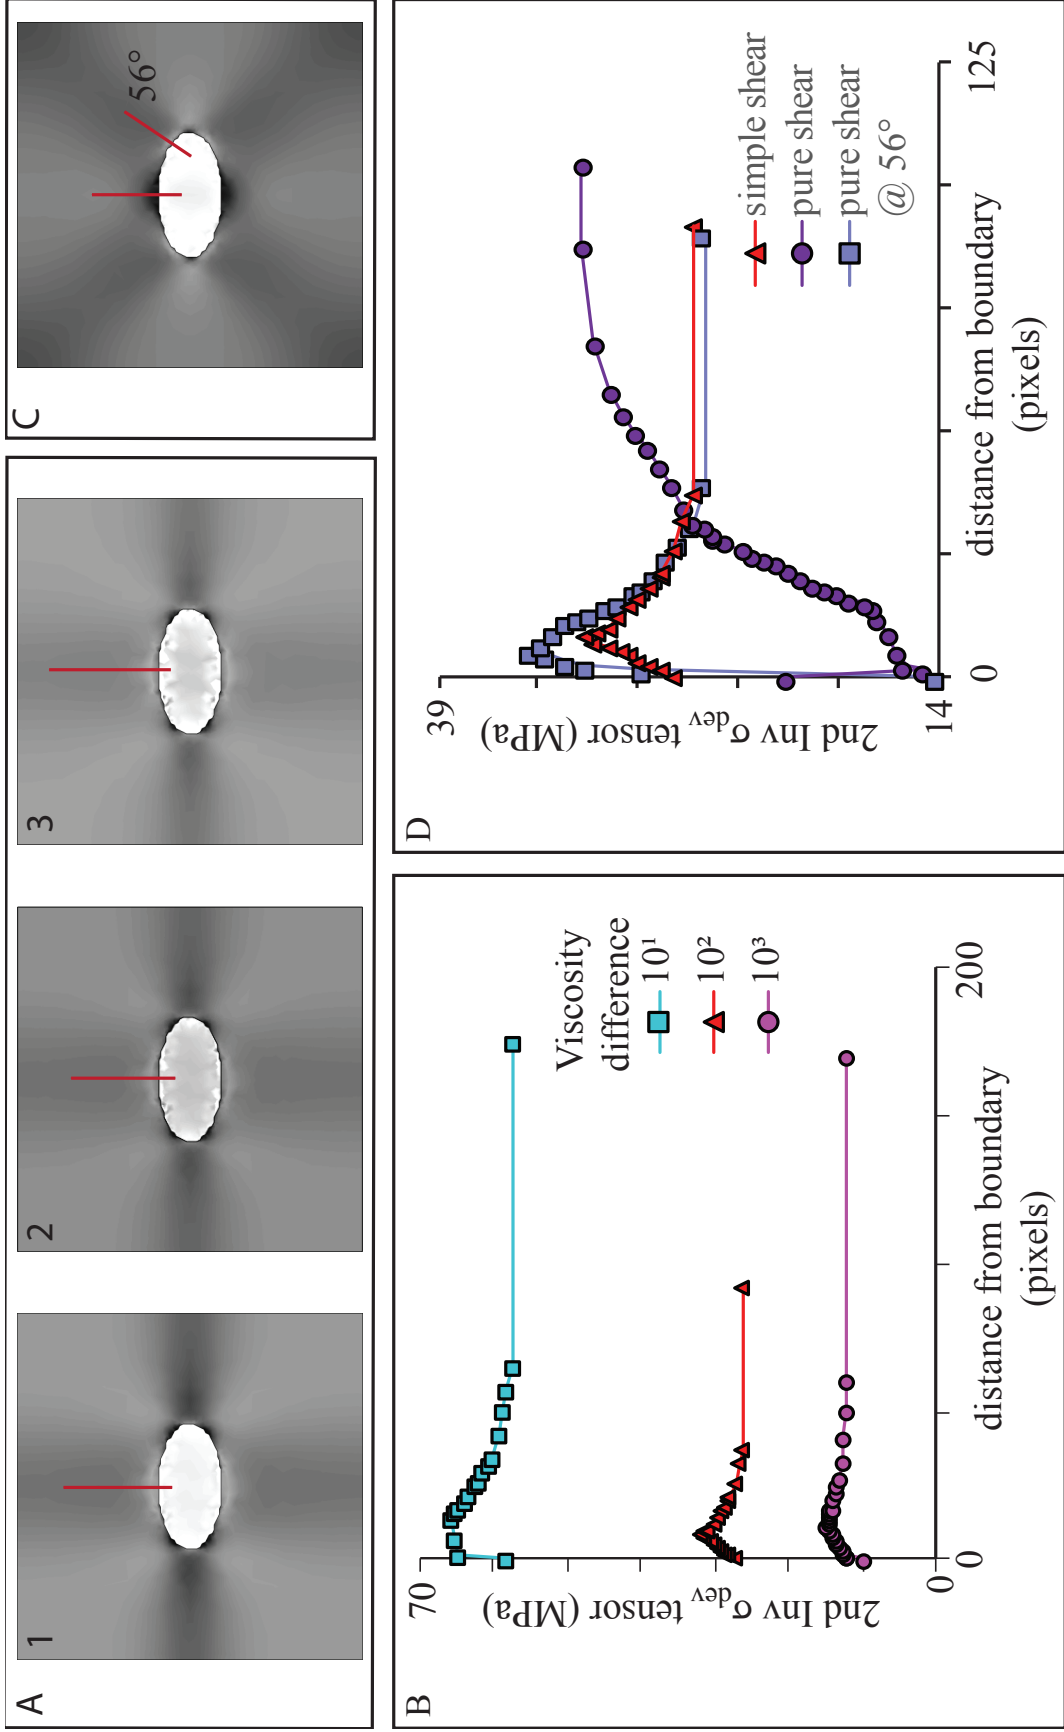 A
1
2
3
C
56°
B
70
2nd Inv σdev tensor (MPa)
0
0
200
distance from boundary
(pixels)
Viscosity
difference
10¹
10²
10³
D
39
2nd Inv σdev tensor (MPa)
14
0
125
distance from boundary
(pixels)
simple shear
pure shear
pure shear
@ 56°